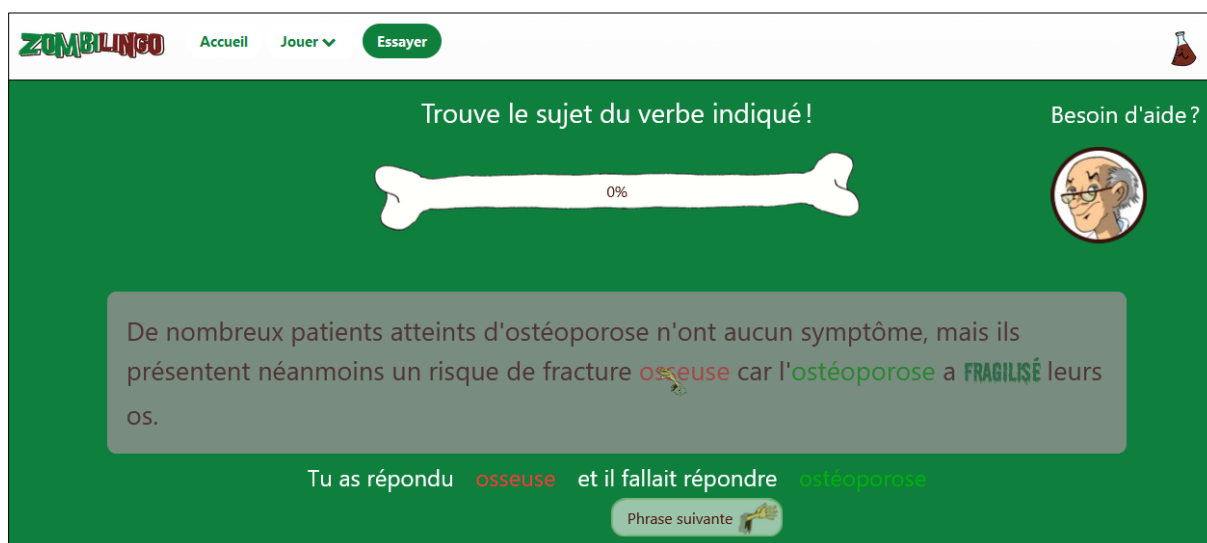 ZOMBILINGO Accueil Jouer Essayer
Trouve le sujet du verbe indiqué !
Besoin d'aide ?
0%
De nombreux patients atteints d'ostéoporose n'ont aucun symptôme, mais ils
présentent néanmoins un risque de fracture osseuse car l'ostéoporose a FRAGILISÉ leurs
os.
Tu as répondu osseuse et il fallait répondre ostéoporose
Phrase suivante